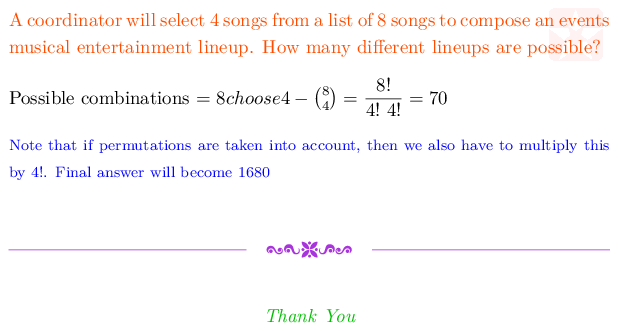 A coordinator will select 4 songs from a list of 8 songs to compose an events
musical entertainment lineup. How many different lineups are possible?
Possible combinations = 8choose4 − (8 4) = 8! / 4! 4! = 70
Note that if permutations are taken into account, then we also have to multiply this
by 4!. Final answer will become 1680
Thank You